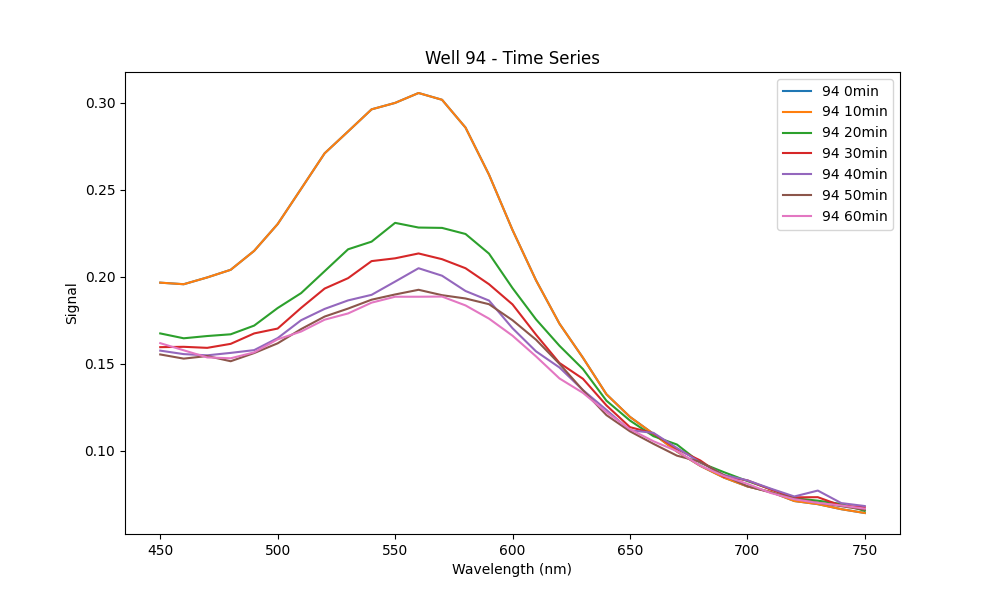 Well 94 - Time Series
94 0min
94 10min
94 20min
94 30min
94 40min
94 50min
94 60min
0.30
0.25
0.20
0.15
0.10
Signal
450 500 550 600 650 700 750
Wavelength (nm)